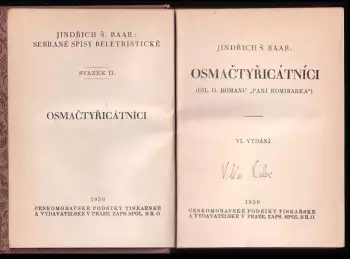 JINDŘICH Š. BAAR:
SEBRANÉ SPISY BELETRISTICKÉ
SVAZEK II.
OSMAČTYŘICÁTNÍCI
1930
ČESKOMORAVSKÉ PODNIKY TISKAŘSKÉ
A VYDAVATELSKÉ V PRAZE, ZAPS. SPOL. S R. O.
JINDŘICH Š. BAAR:
OSMAČTYŘICÁTNÍCI
(DÍL II. ROMANU „PANÍ KOMISARKA“)
VI. VYDÁNÍ
1930
ČESKOMORAVSKÉ PODNIKY TISKAŘSKÉ
A VYDAVATELSKÉ V PRAZE, ZAPS. SPOL. S R. O.